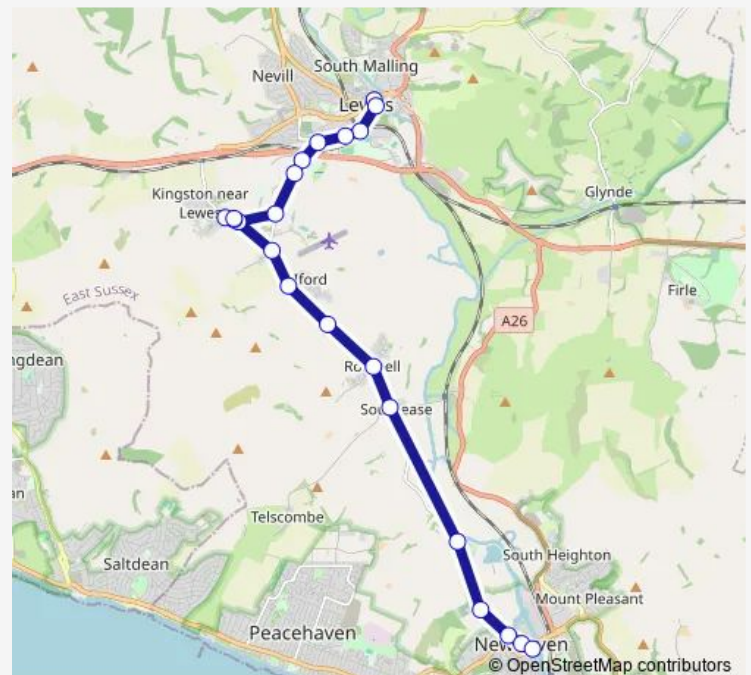 South Malling
Nevill
Kingston near
Glynde
East Sussex
Firle
A26
Telscombe
Saltdean
South Heighton
Mount Pleasant
Peacehaven
© OpenStreetMap contributors